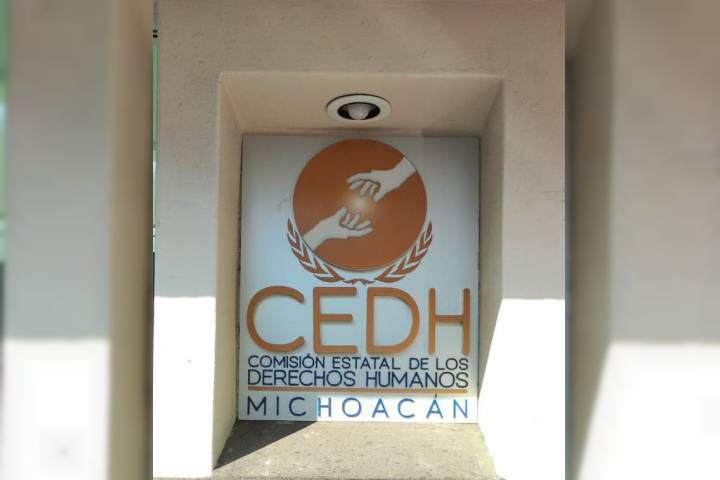 CEDH
COMISIÓN ESTATAL DE LOS
DERECHOS HUMANOS
MICHOACÁN